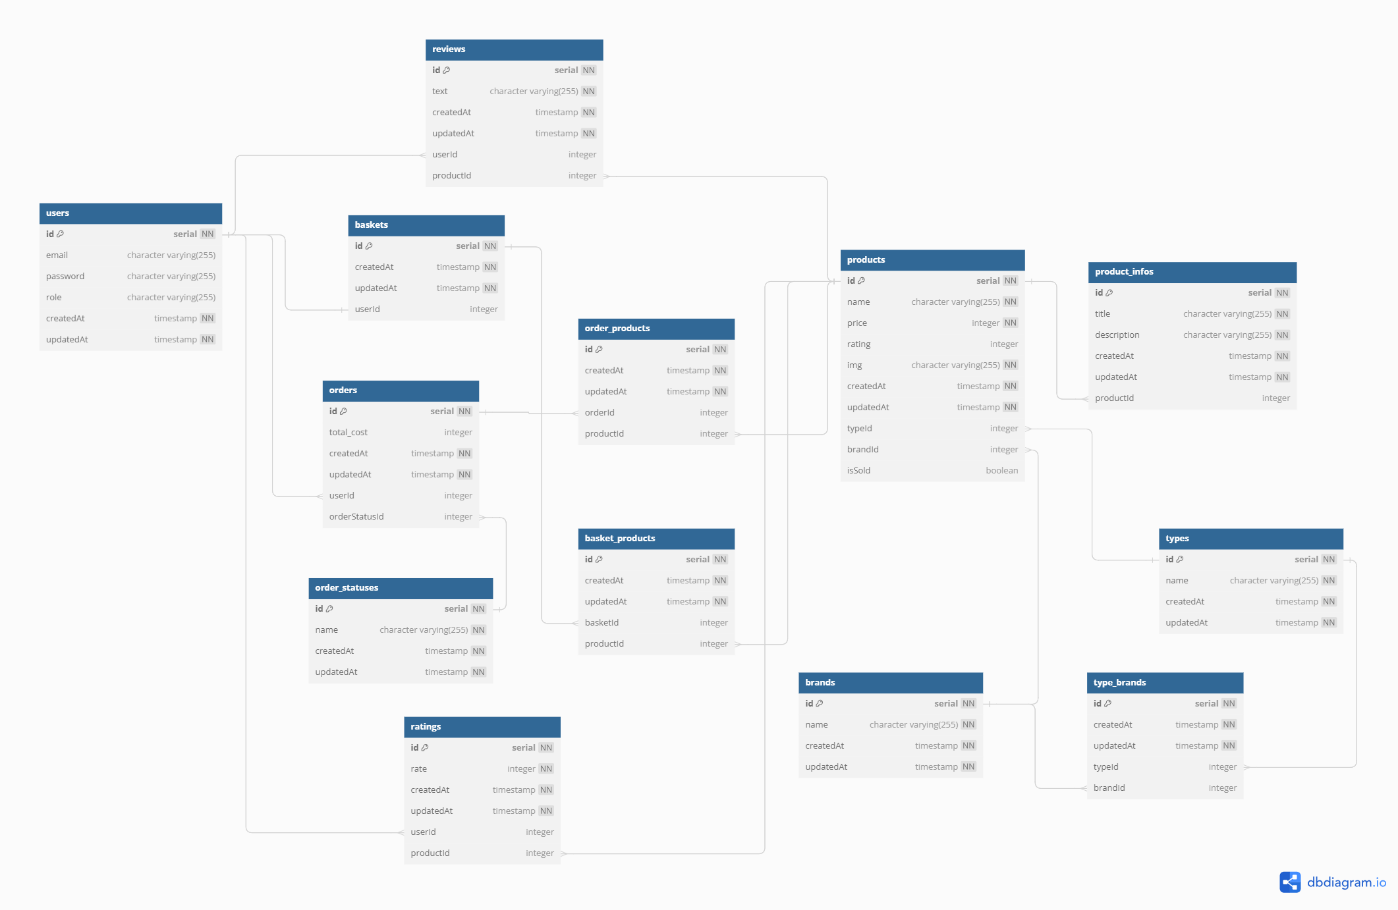 reviews
id serial NN
text character varying(255) NN
createdAt timestamp NN
updatedAt timestamp NN
userId integer
productId integer
users
id serial NN
email character varying(255)
password character varying(255)
role character varying(255)
createdAt timestamp NN
updatedAt timestamp NN
baskets
id serial NN
createdAt timestamp NN
updatedAt timestamp NN
userId integer
products
id serial NN
name character varying(255) NN
price integer NN
rating integer
img character varying(255) NN
createdAt timestamp NN
updatedAt timestamp NN
typeId integer
brandId integer
isSold boolean
product_infos
id serial NN
title character varying(255) NN
description character varying(255) NN
createdAt timestamp NN
updatedAt timestamp NN
productId integer
order_products
id serial NN
createdAt timestamp NN
updatedAt timestamp NN
orderId integer
productId integer
orders
id serial NN
total_cost integer
createdAt timestamp NN
updatedAt timestamp NN
userId integer
orderStatusId integer
basket_products
id serial NN
createdAt timestamp NN
updatedAt timestamp NN
basketId integer
productId integer
types
id serial NN
name character varying(255) NN
createdAt timestamp NN
updatedAt timestamp NN
order_statuses
id serial NN
name character varying(255) NN
createdAt timestamp NN
updatedAt timestamp NN
brands
id serial NN
name character varying(255) NN
createdAt timestamp NN
updatedAt timestamp NN
type_brands
id serial NN
createdAt timestamp NN
updatedAt timestamp NN
typeId integer
brandId integer
ratings
id serial NN
rate integer NN
createdAt timestamp NN
updatedAt timestamp NN
userId integer
productId integer
dbdiagram.io